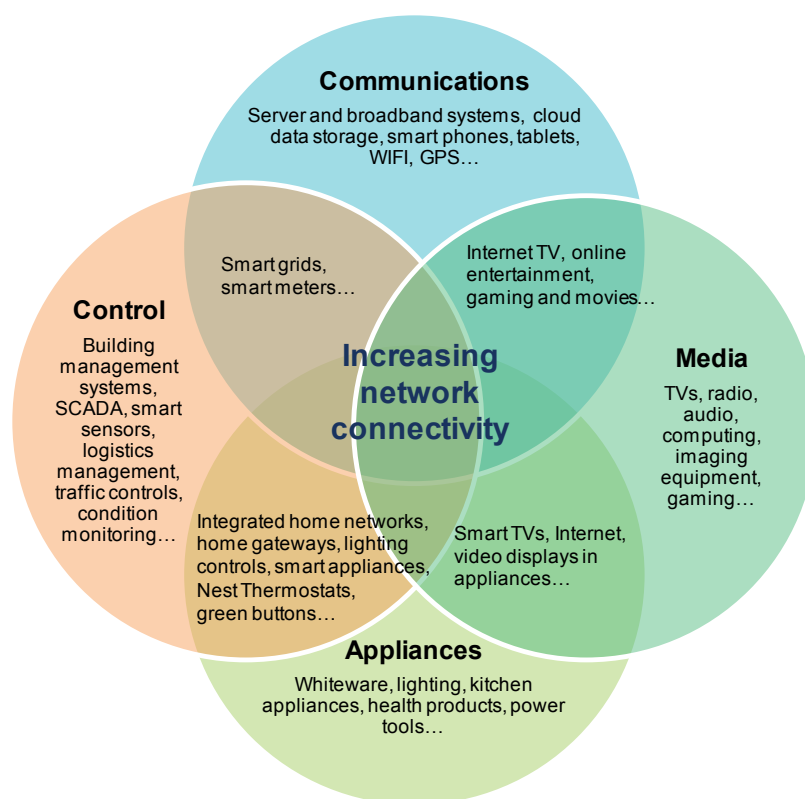 Communications
Server and broadband systems, cloud
data storage, smart phones, tablets,
WIFI, GPS…
Smart grids,
smart meters…
Internet TV, online
entertainment,
gaming and movies…
Control
Building
management
systems,
SCADA, smart
sensors,
logistics
management,
traffic controls,
condition
monitoring…
Increasing
network
connectivity
Media
TVs, radio,
audio,
computing,
imaging
equipment,
gaming…
Integrated home networks,
home gateways, lighting
controls, smart appliances,
Nest Thermostats,
green buttons…
Smart TVs, Internet,
video displays in
appliances…
Appliances
Whiteware, lighting, kitchen
appliances, health products, power
tools…